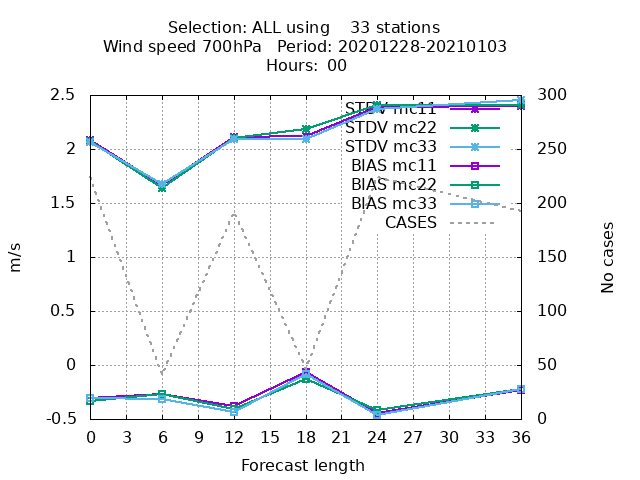 Selection: ALL using 33 stations
Wind speed 700hPa Period: 20201228-20210103
Hours: 00
2.5
2
1.5
1
0.5
0
-0.5
m/s
300
250
200
150
100
50
0
No cases
STDV mc11
STDV mc22
STDV mc33
BIAS mc11
BIAS mc22
BIAS mc33
CASES
0 3 6 9 12 15 18 21 24 27 30 33 36
Forecast length